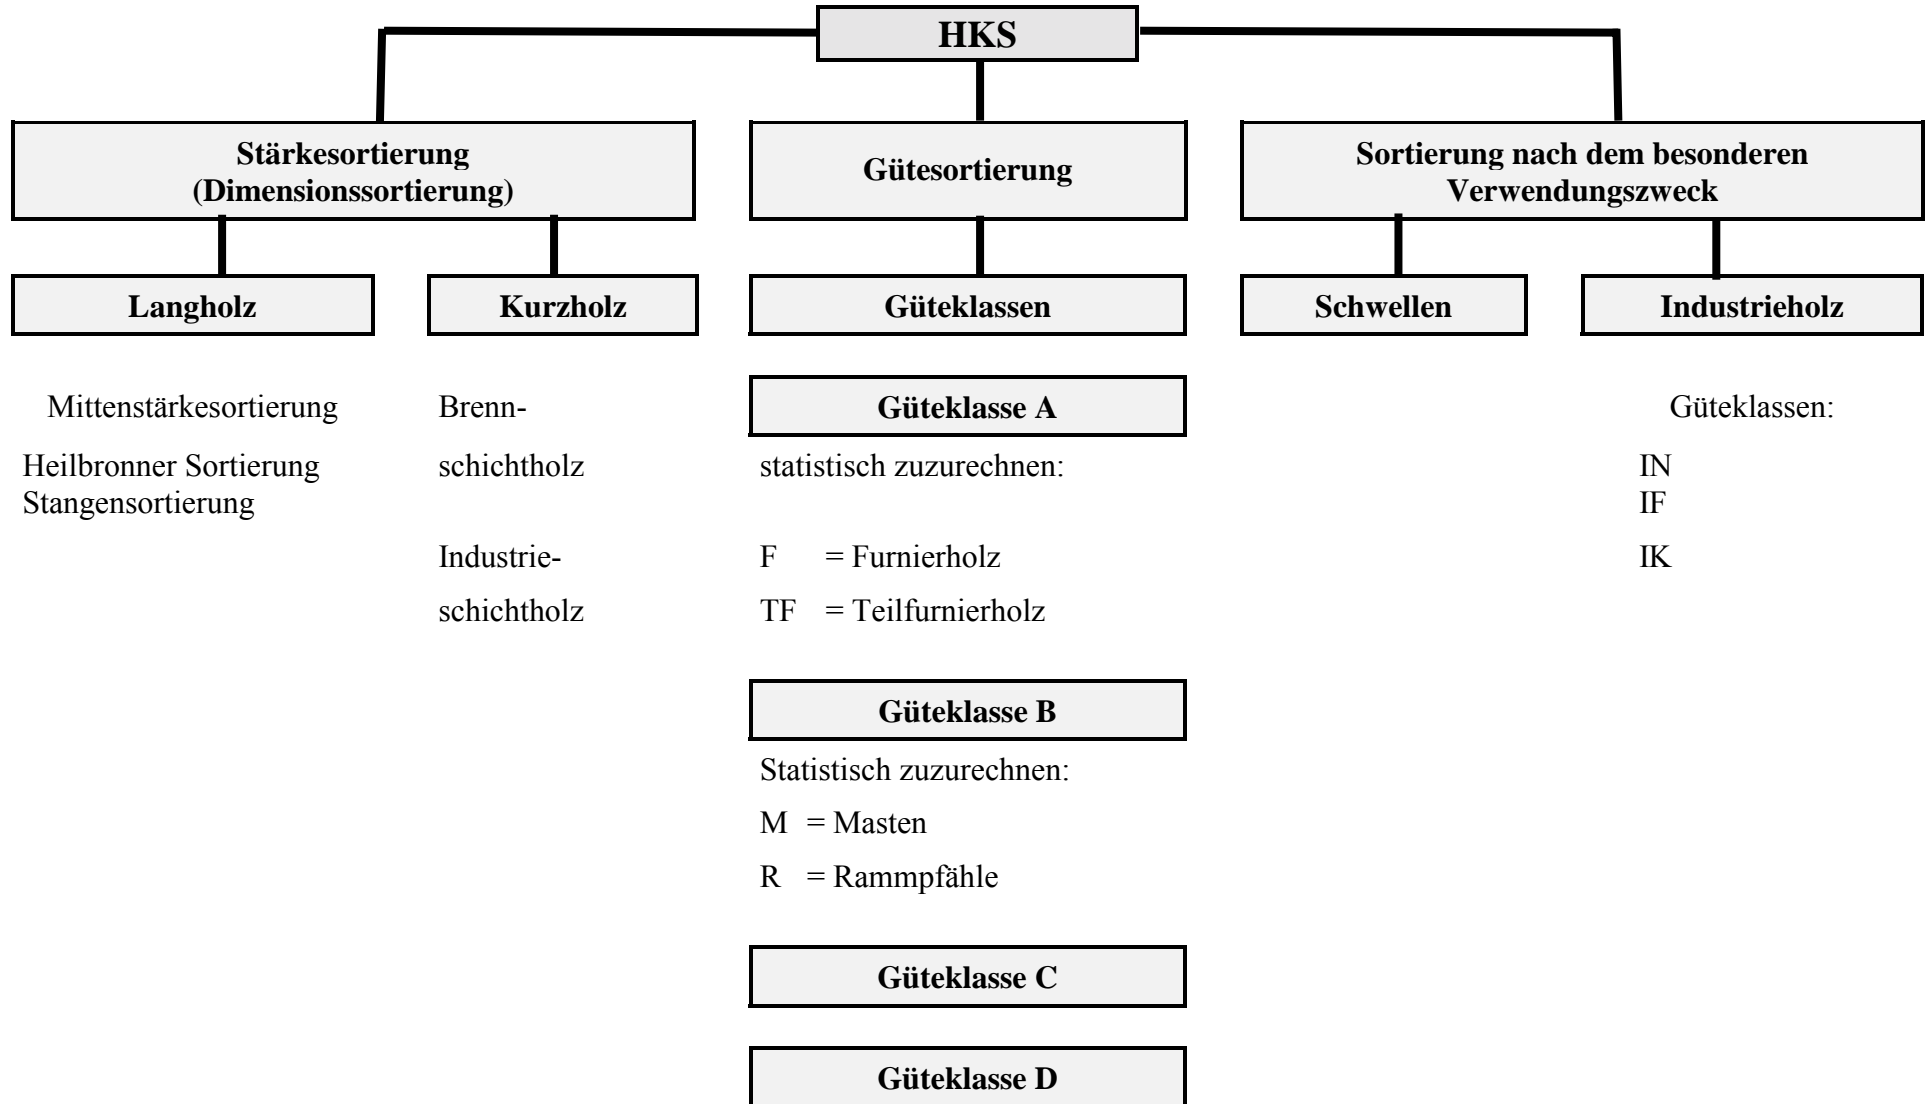 HKS
Stärkesortierung
(Dimensionssortierung)
Gütesortierung
Sortierung nach dem besonderen
Verwendungszweck
Langholz
Kurzholz
Güteklassen
Schwellen
Industrieholz
Mittenstärkesortierung
Heilbronner Sortierung
Stangensortierung
Brenn-
schichtholz
Industrie-
schichtholz
Güteklasse A
statistisch zuzurechnen:
F = Furnierholz
TF = Teilfurnierholz
Güteklasse B
Statistisch zuzurechnen:
M = Masten
R = Rammpfähle
Güteklasse C
Güteklasse D
Güteklassen:
IN
IF
IK